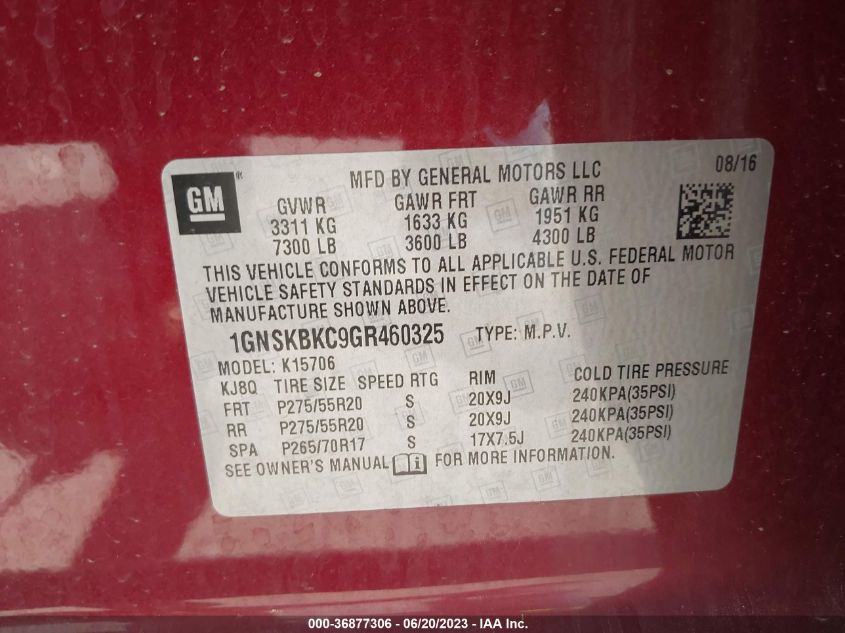 GM®
MFD BY GENERAL MOTORS LLC
08/16
GVWR GAWR FRT GAWR RR
3311 KG 1633 KG 1951 KG
7300 LB 3600 LB 4300 LB
THIS VEHICLE CONFORMS TO ALL APPLICABLE U.S. FEDERAL MOTOR
VEHICLE SAFETY STANDARDS IN EFFECT ON THE DATE OF
MANUFACTURE SHOWN ABOVE.
1GNSKBKC9GR460325 TYPE: M.P.V.
MODEL: K15706
KJ8Q TIRE SIZE SPEED RTG RIM COLD TIRE PRESSURE
FRT P275/55R20 S 20X9J 240KPA(35PSI)
RR P275/55R20 S 20X9J 240KPA(35PSI)
SPA P265/70R17 S 17X7.5J 240KPA(35PSI)
SEE OWNER'S MANUAL FOR MORE INFORMATION.
000-36877306 - 06/20/2023 - IAA Inc.